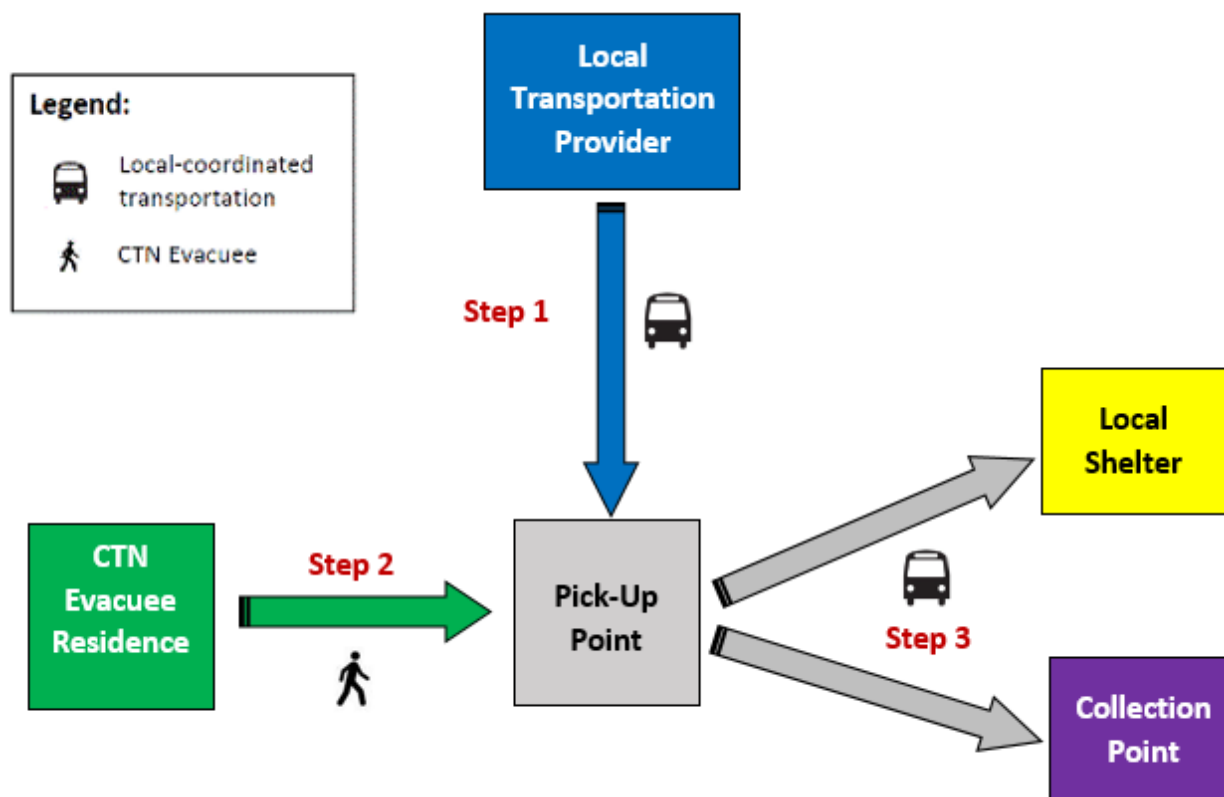 Local
Transportation
Provider
Legend:
Local-coordinated
transportation
CTN Evacuee
Step 1
Local
Shelter
CTN
Evacuee
Residence
Step 2
Pick-Up
Point
Step 3
Collection
Point